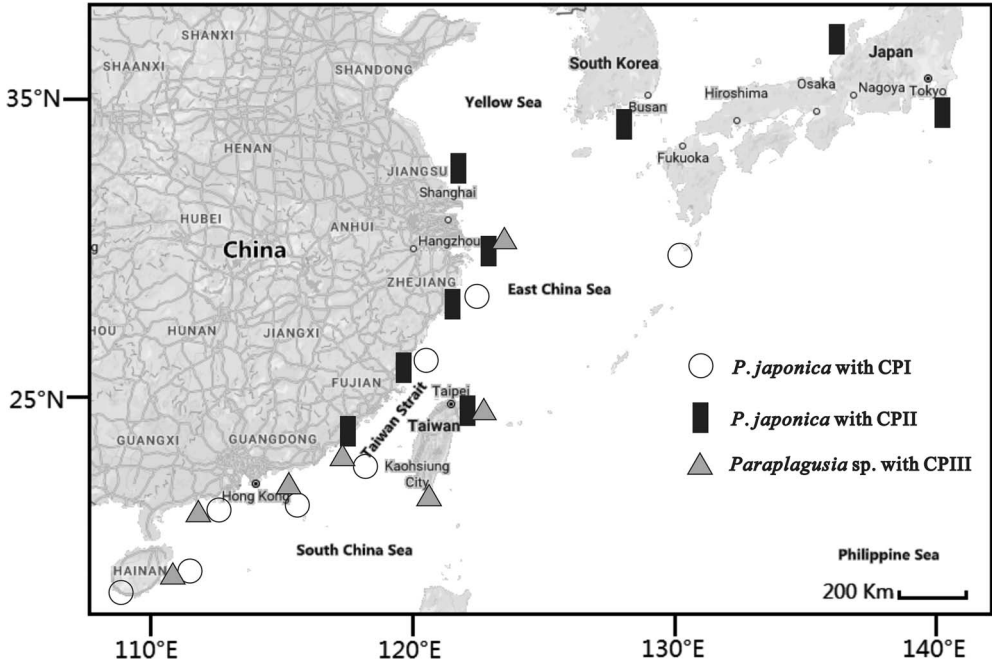 SHANXI
Japan
South Korea
SHAANXI
SHANDONG
Osaka
Nagoya
Tokyo
Hiroshima
35°N
Yellow Sea
Busan
HENAN
Fukuoka
JIANGSU
Shanghai
HUBEI
ANHUI
Hangzhou
g
China
ZHEJIANG
East China Sea
HOU
HUNAN
JIANGXI
P. japonica with CPI
FUJIAN
Taipei
25°N
Taiwan Strait
P. japonica with CPII
Taiwan
GUANGXI
GUANGDONG
Kaohsiung
City
Paraplagusia sp. with CPIII
Hong Kong
South China Sea
Philippine Sea
HAINAN
200 Km
110°E
120°E
130°E
140°E